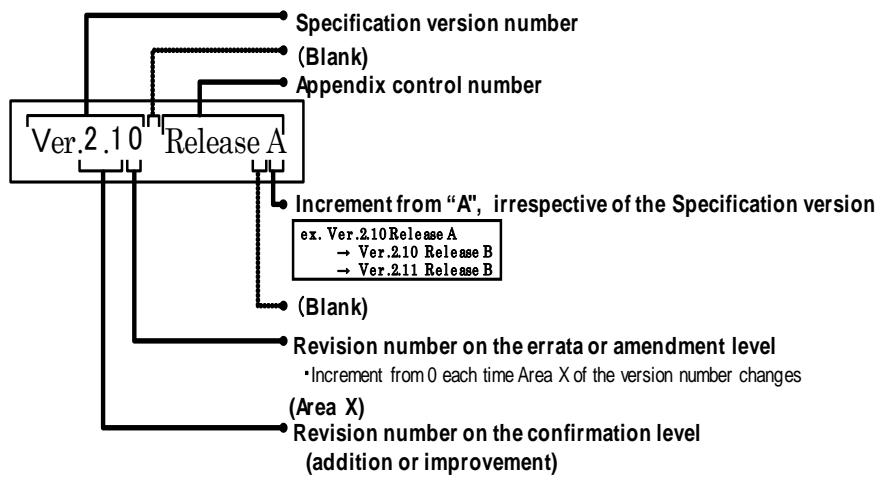 Specification version number
(Blank)
Appendix control number
Ver.2.10 Release A
Increment from “A", irrespective of the Specification version
ex. Ver.2.10 Release A
→ Ver.2.10 Release B
→ Ver.2.11 Release B
(Blank)
Revision number on the errata or amendment level
・Increment from 0 each time Area X of the version number changes
(Area X)
Revision number on the confirmation level
(addition or improvement)